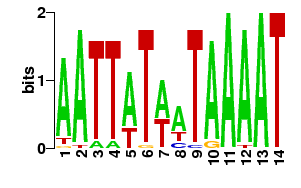 bits
2
1
0
A A T T A T A A T A A A A T
T T A A T G T T C G T
G C
1 2 3 4 5 6 7 8 9 10 11 12 13 14